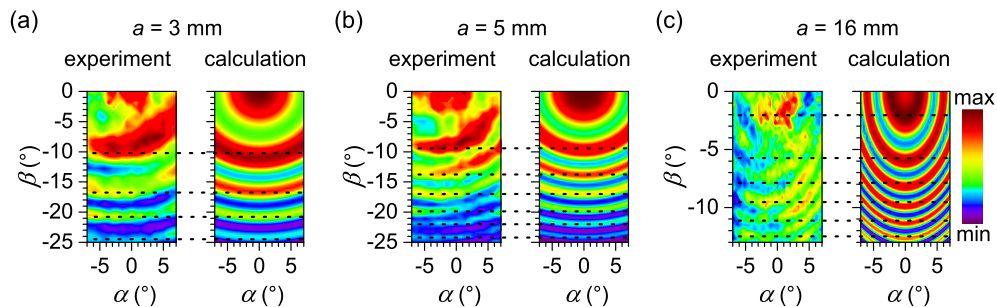 (a)
a = 3 mm
experiment calculation
β (°)
0
-5
-10
-15
-20
-25
-5 0 5 -5 0 5
α (°) α (°)
(b)
a = 5 mm
experiment calculation
β (°)
0
-5
-10
-15
-20
-25
-5 0 5 -5 0 5
α (°) α (°)
(c)
a = 16 mm
experiment calculation
β (°)
0
-5
-10
-5 0 5 -5 0 5
α (°) α (°)
max
min